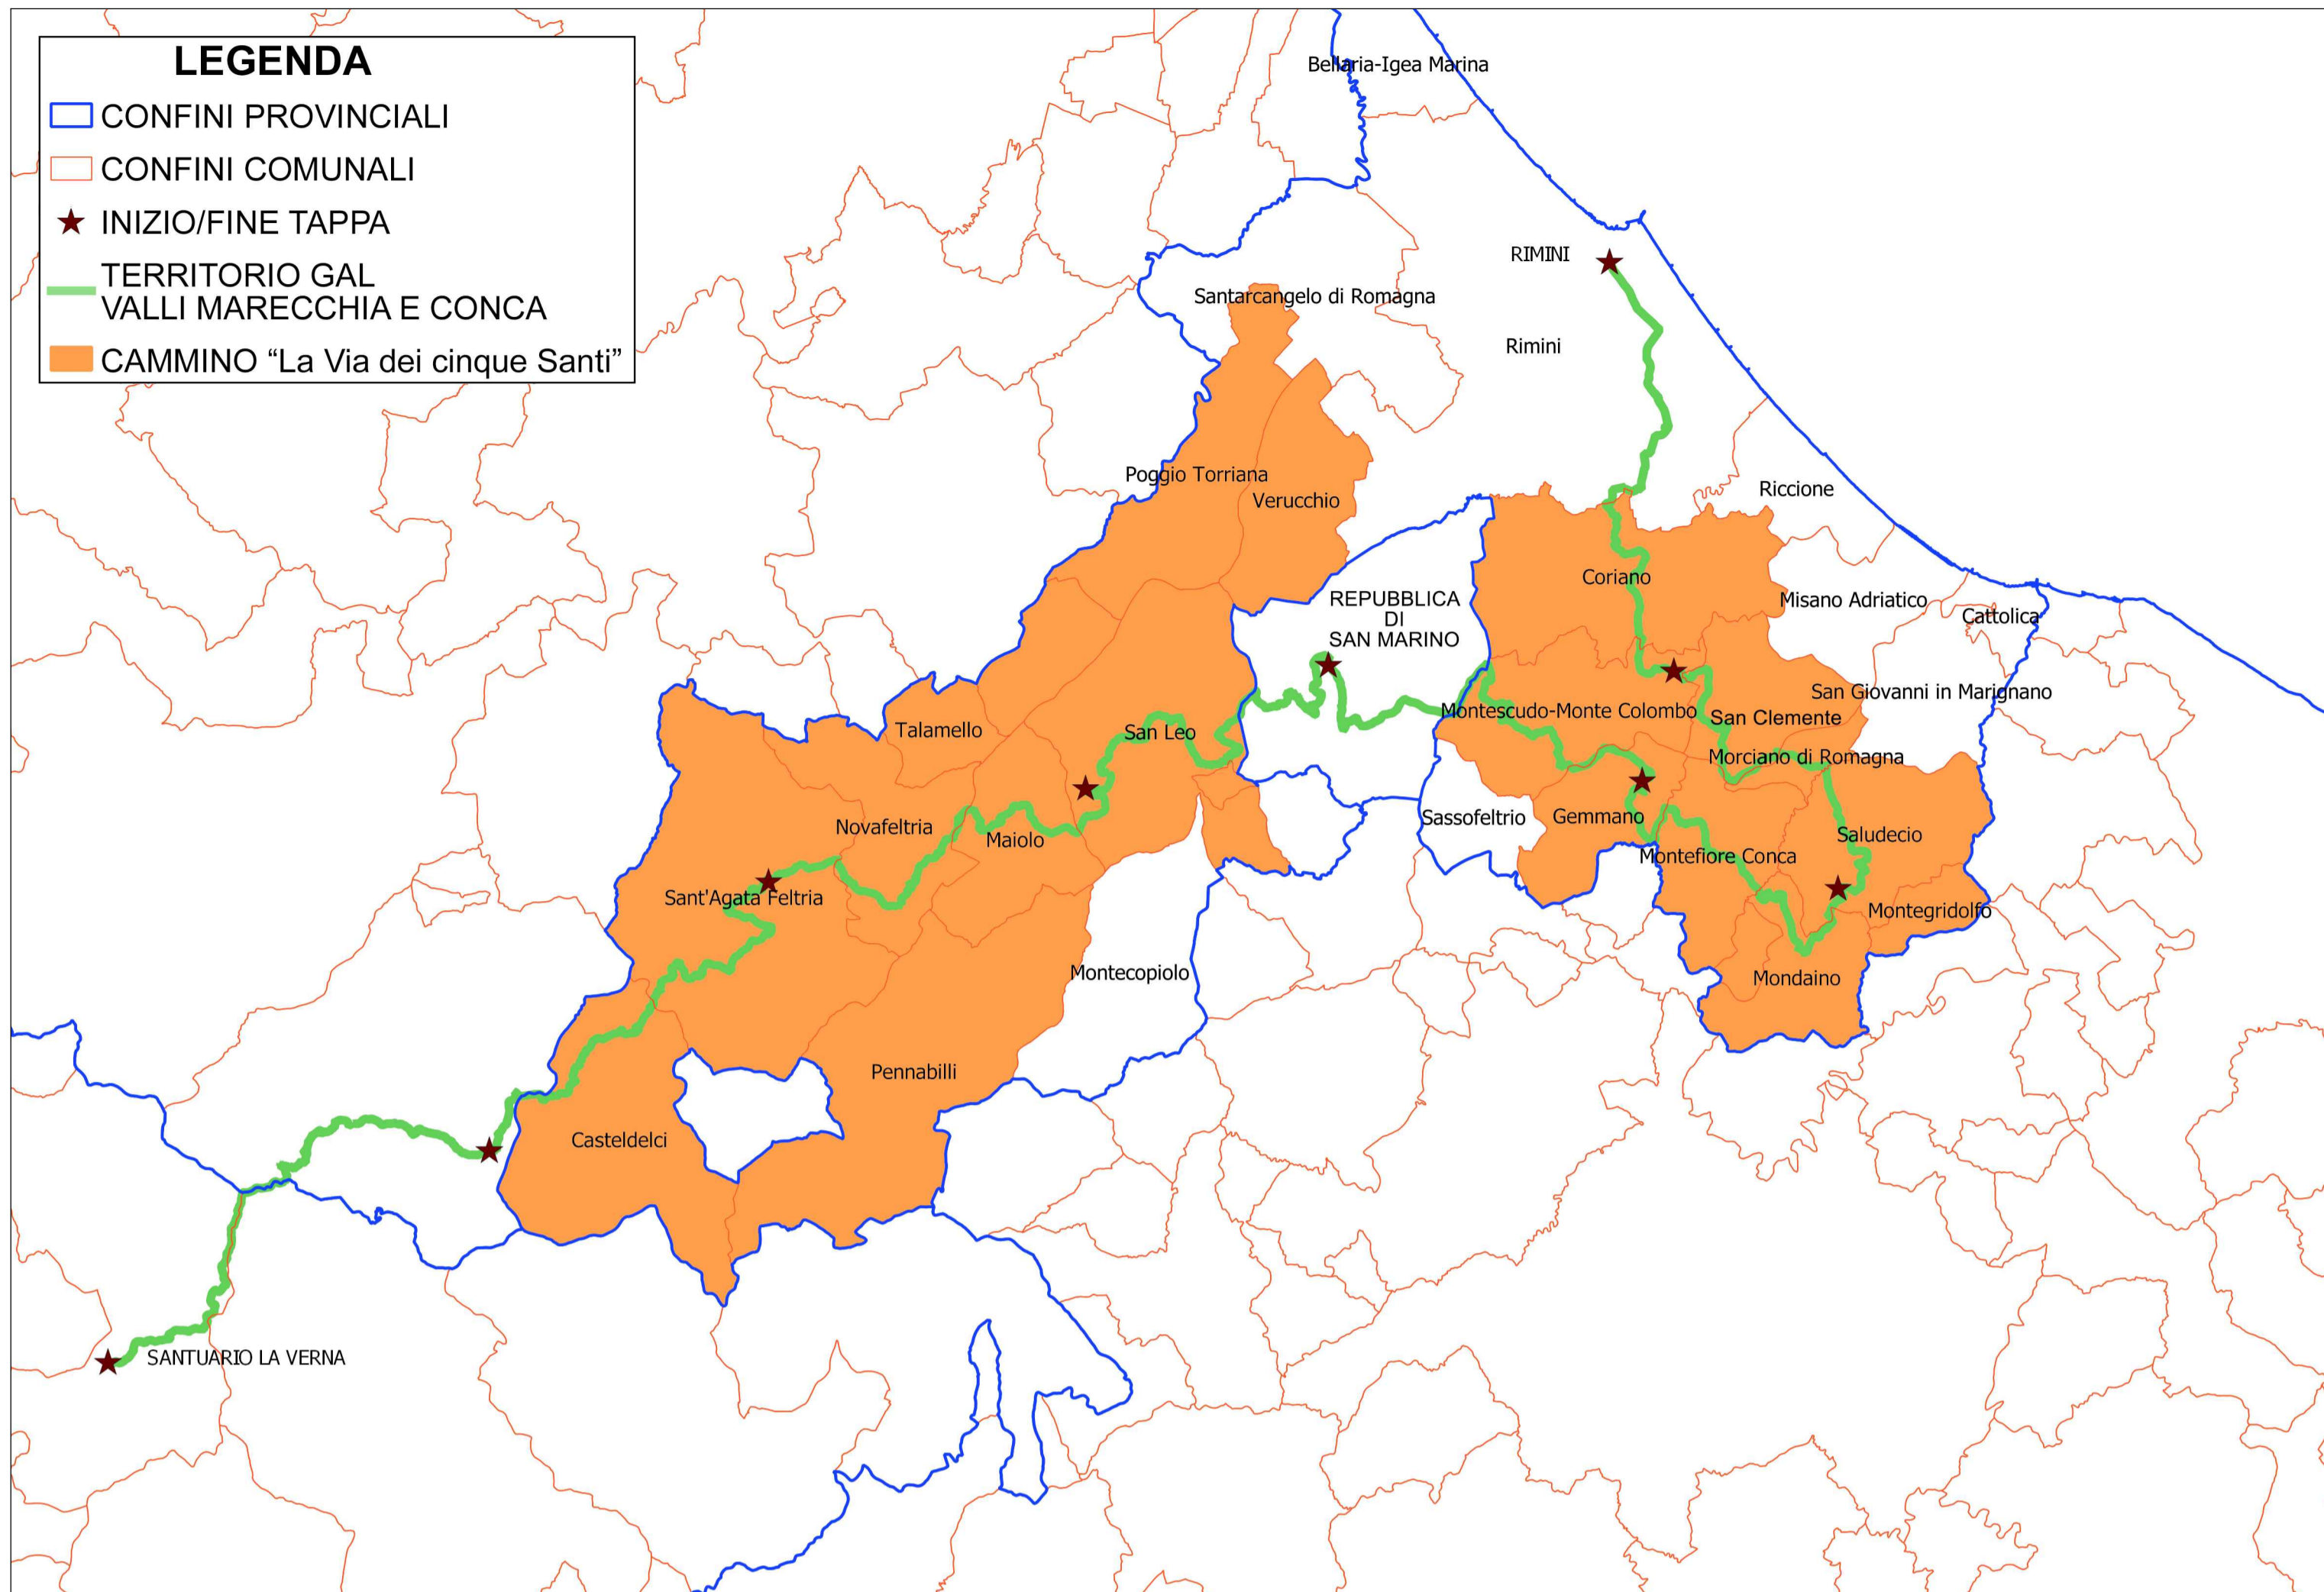 LEGENDA
CONFINI PROVINCIALI
CONFINI COMUNALI
INIZIO/FINE TAPPA
TERRITORIO GAL
VALLI MARECCHIA E CONCA
CAMMINO “La Via dei cinque Santi”
Bellaria-Igea Marina
RIMINI
Santarcangelo di Romagna
Rimini
Poggio Torriana
Verucchio
Riccione
Coriano
REPUBBLICA
DI
SAN MARINO
Misano Adriatico
Cattolica
San Giovanni in Marignano
Montescudo-Monte Colombo
San Clemente
Talamello
San Leo
Morciano di Romagna
Novafeltria
Maiolo
Sassofeltrio
Gemmano
Saludecio
Montefiore Conca
Sant'Agata Feltria
Montegridolfo
Montecopiolo
Mondaino
Pennabilli
Casteldelci
SANTUARIO LA VERNA